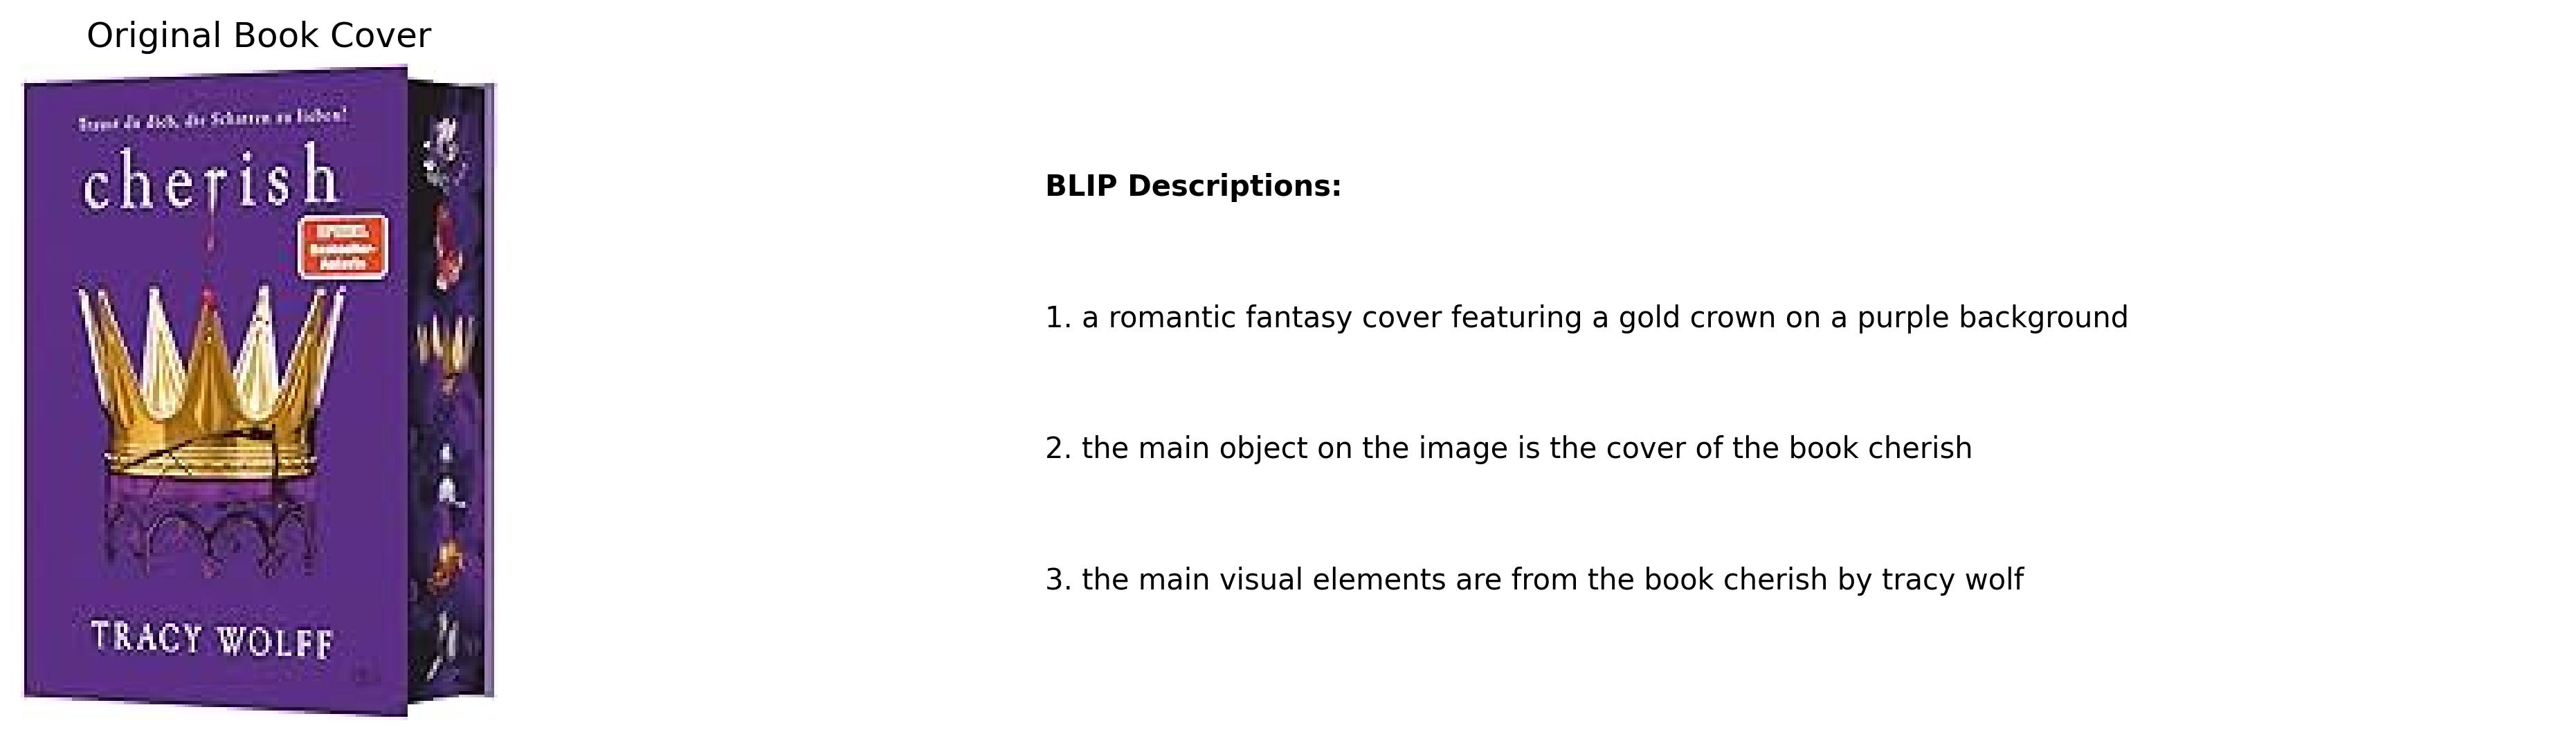 Original Book Cover
Traust du dich, die Schatten zu lieben?
cherish
SPIEGEL
Bestseller-
Autorin
TRACY WOLFF
BLIP Descriptions:
1. a romantic fantasy cover featuring a gold crown on a purple background
2. the main object on the image is the cover of the book cherish
3. the main visual elements are from the book cherish by tracy wolf